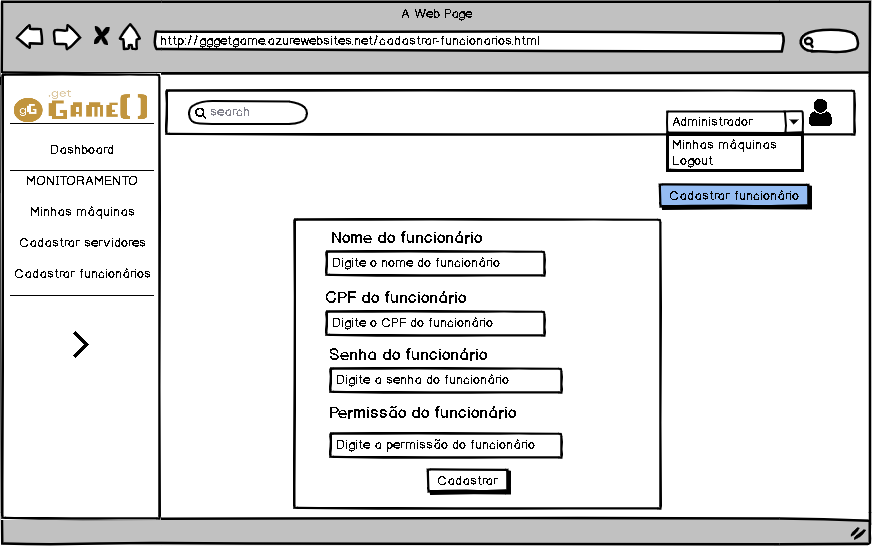 A Web Page
http://gggetgame.azurewebsites.net/cadastrar-funcionarios.html
gG .get Game()
search
Administrador
Minhas máquinas
Logout
Dashboard
MONITORAMENTO
Minhas máquinas
Cadastrar servidores
Cadastrar funcionários
Cadastrar funcionário
Nome do funcionário
Digite o nome do funcionário
CPF do funcionário
Digite o CPF do funcionário
Senha do funcionário
Digite a senha do funcionário
Permissão do funcionário
Digite a permissão do funcionário
Cadastrar